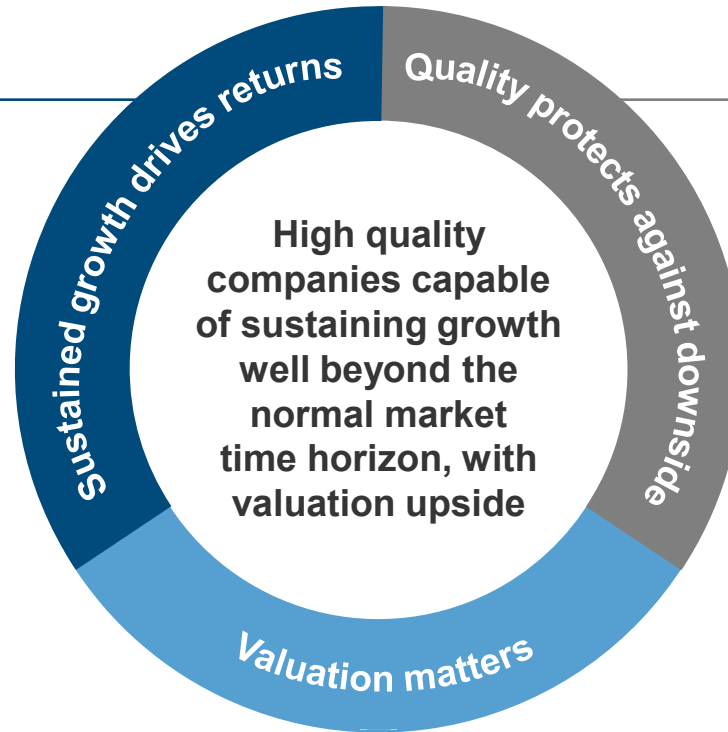 Sustained growth drives returns
Quality protects against downside
High quality
companies capable
of sustaining growth
well beyond the
normal market
time horizon, with
valuation upside
Valuation matters